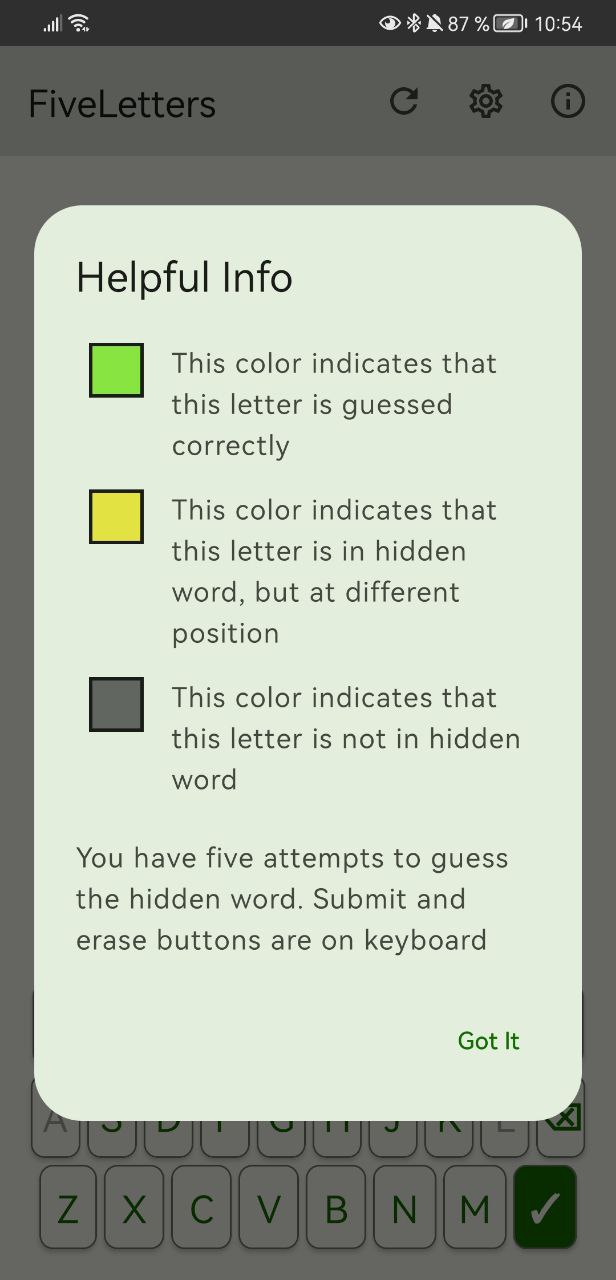 87 % 10:54
FiveLetters
Helpful Info
This color indicates that
this letter is guessed
correctly
This color indicates that
this letter is in hidden
word, but at different
position
This color indicates that
this letter is not in hidden
word
You have five attempts to guess
the hidden word. Submit and
erase buttons are on keyboard
Got It
A S D F G H J K L
Z X C V B N M